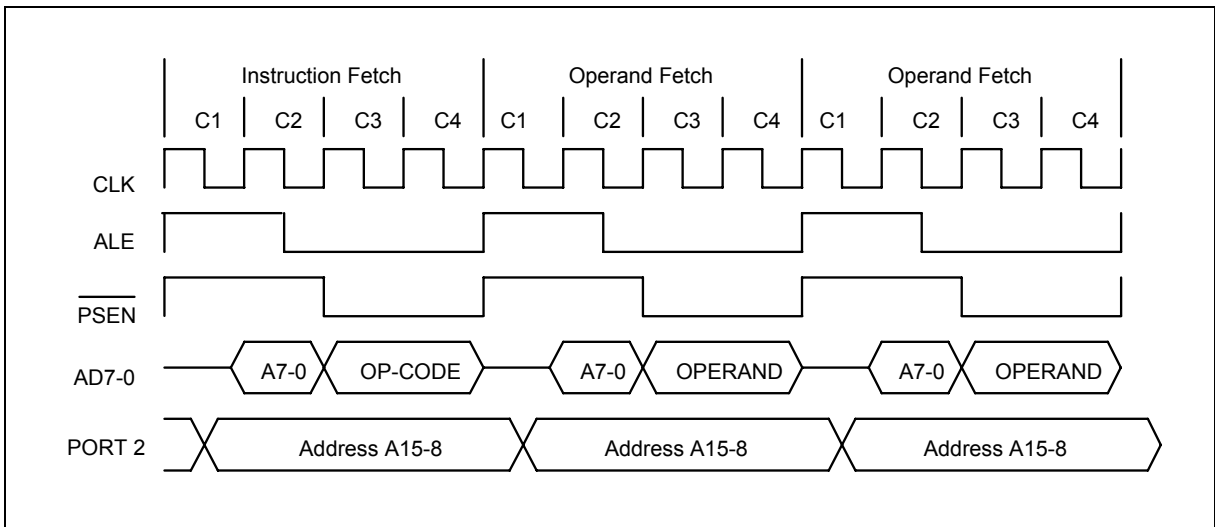 Instruction Fetch Operand Fetch Operand Fetch
C1 C2 C3 C4 C1 C2 C3 C4 C1 C2 C3 C4
CLK
ALE
PSEN
AD7-0 A7-0 OP-CODE A7-0 OPERAND A7-0 OPERAND
PORT 2 Address A15-8 Address A15-8 Address A15-8